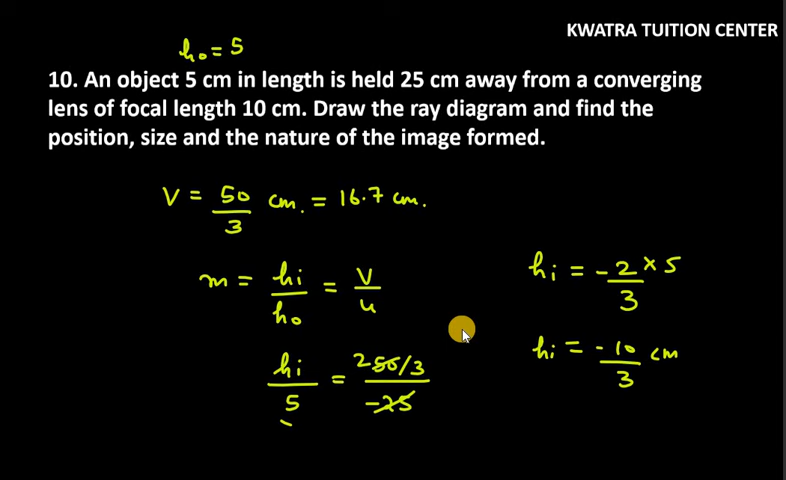 KWATRA TUITION CENTER
ho = 5
10. An object 5 cm in length is held 25 cm away from a converging
lens of focal length 10 cm. Draw the ray diagram and find the
position, size and the nature of the image formed.
V = 50/3 cm. = 16.7 cm.
m = hi/ho = V/u
hi/5 = 2 50/3 / -25
hi = -2/3 × 5
hi = -10/3 cm